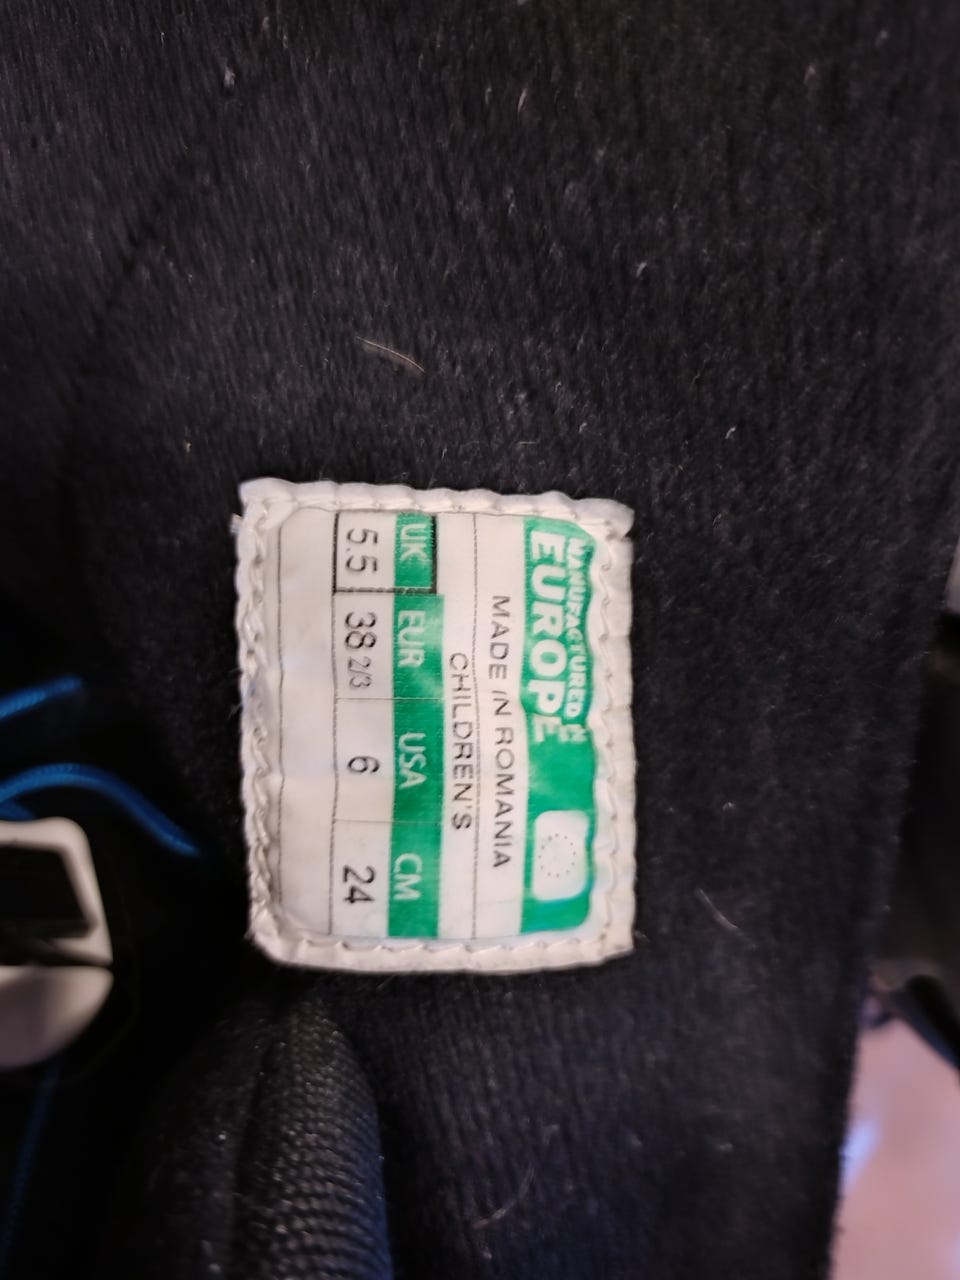 MANUFACTURED IN
EUROPE
MADE IN ROMANIA
CHILDREN'S
UK EUR USA CM
5.5 38 2/3 6 24